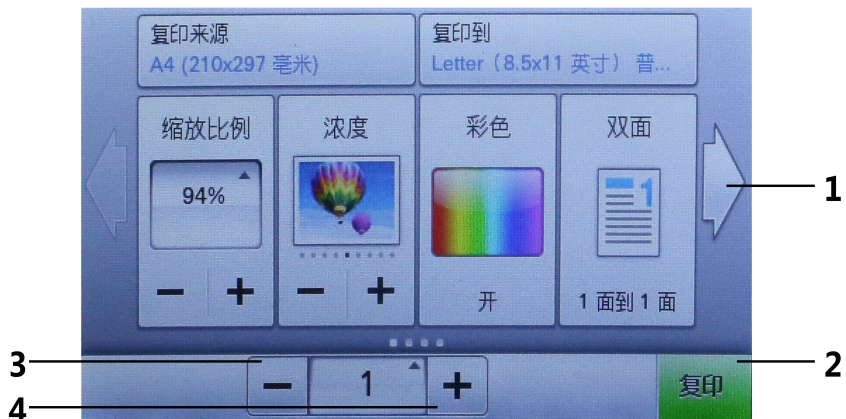 复印来源
A4 (210x297 毫米)
复印到
Letter（8.5x11 英寸） 普...
缩放比例
浓度
彩色
双面
94%
1
开
1 面到 1 面
1
1
复印
2
3
4